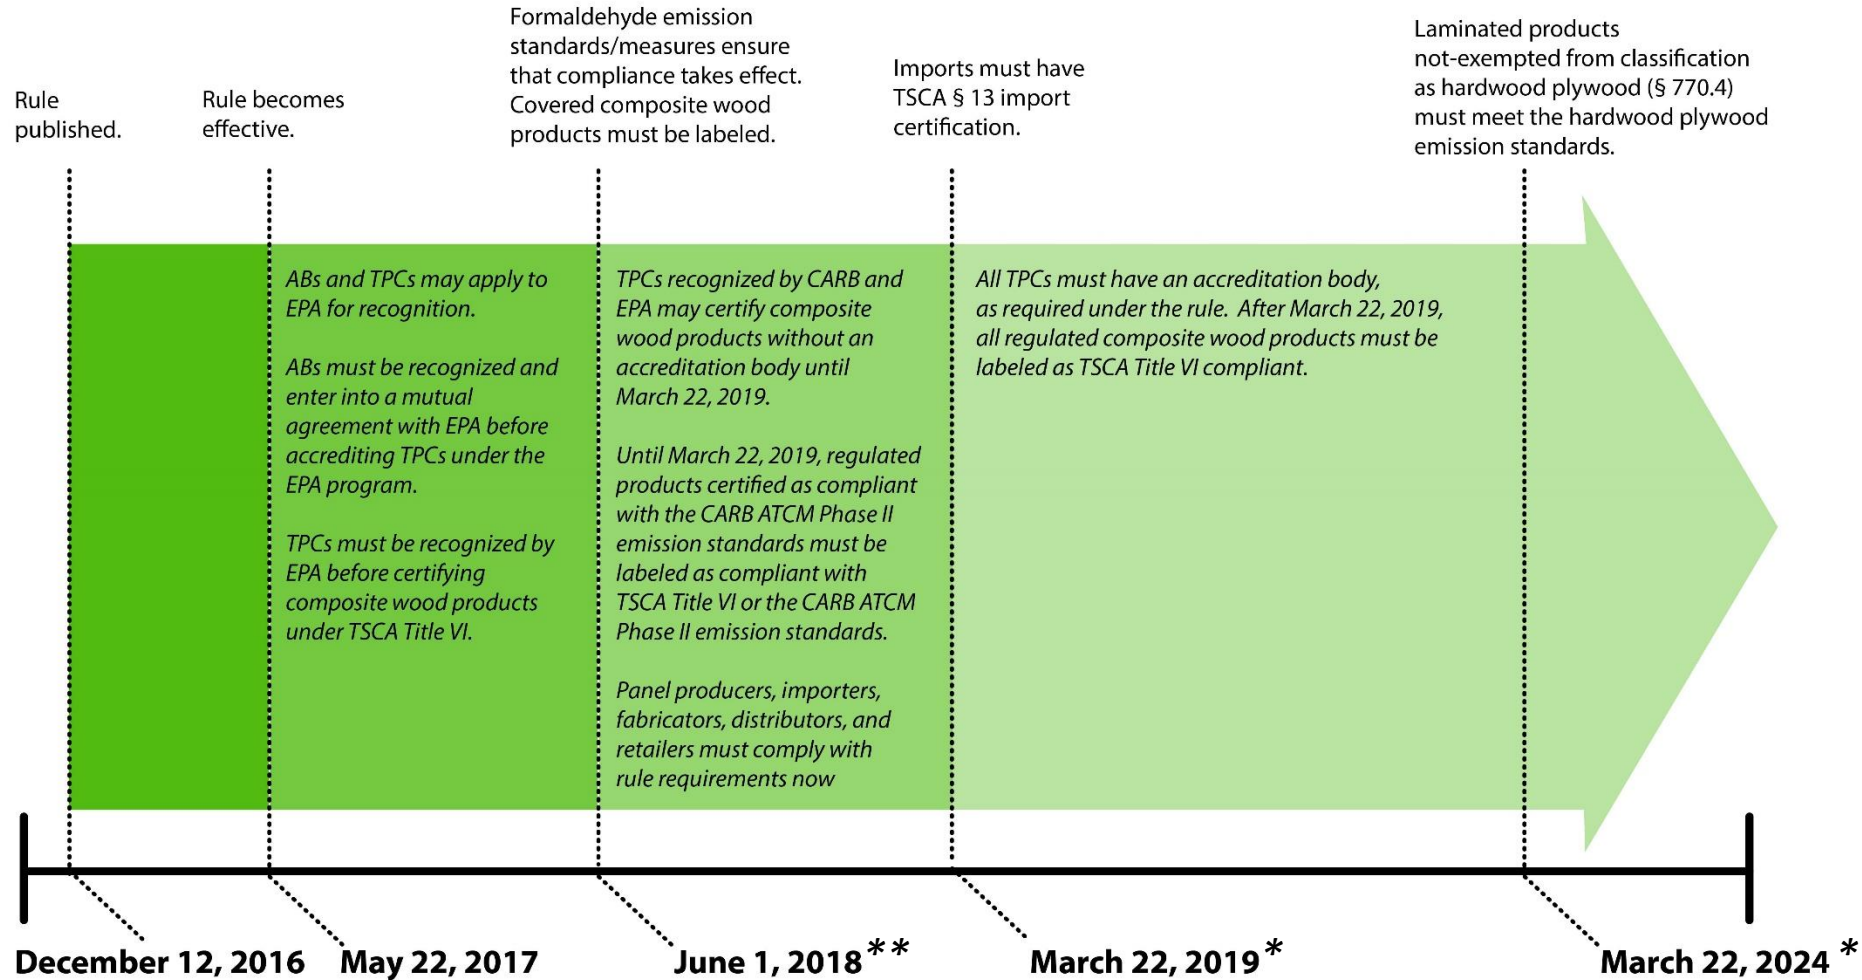 Rule
published.
Rule becomes
effective.
Formaldehyde emission
standards/measures ensure
that compliance takes effect.
Covered composite wood
products must be labeled.
Imports must have
TSCA § 13 import
certification.
Laminated products
not-exempted from classification
as hardwood plywood (§ 770.4)
must meet the hardwood plywood
emission standards.
ABs and TPCs may apply to
EPA for recognition.
ABs must be recognized and
enter into a mutual
agreement with EPA before
accrediting TPCs under the
EPA program.
TPCs must be recognized by
EPA before certifying
composite wood products
under TSCA Title VI.
TPCs recognized by CARB and
EPA may certify composite
wood products without an
accreditation body until
March 22, 2019.
Until March 22, 2019, regulated
products certified as compliant
with the CARB ATCM Phase II
emission standards must be
labeled as compliant with
TSCA Title VI or the CARB ATCM
Phase II emission standards.
Panel producers, importers,
fabricators, distributors, and
retailers must comply with
rule requirements now
All TPCs must have an accreditation body,
as required under the rule.  After March 22, 2019,
all regulated composite wood products must be
labeled as TSCA Title VI compliant.
December 12, 2016
May 22, 2017
June 1, 2018**
March 22, 2019*
March 22, 2024*